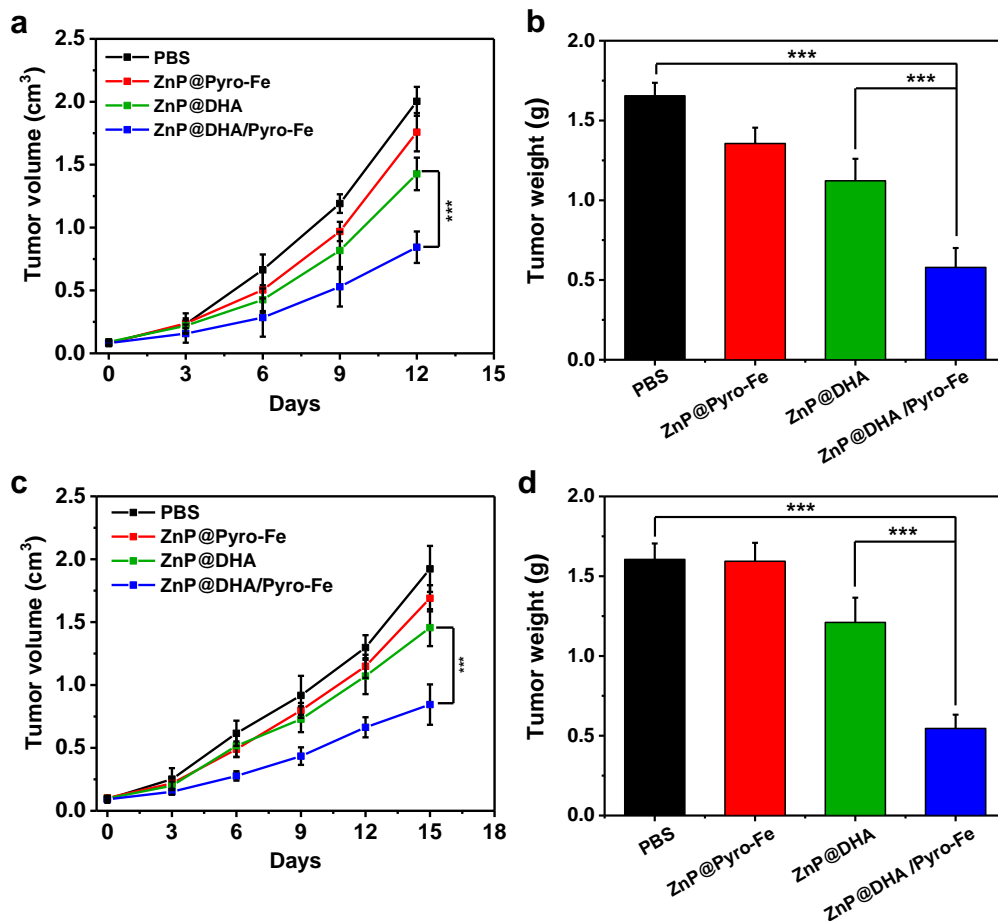 a
2.5
2.0
1.5
1.0
0.5
0.0
Tumor volume (cm³)
PBS
ZnP@Pyro-Fe
ZnP@DHA
ZnP@DHA/Pyro-Fe
***
0 3 6 9 12 15
Days
b
2.0
1.5
1.0
0.5
0.0
Tumor weight (g)
***
***
PBS
ZnP@Pyro-Fe
ZnP@DHA
ZnP@DHA /Pyro-Fe
c
2.5
2.0
1.5
1.0
0.5
0.0
Tumor volume (cm³)
PBS
ZnP@Pyro-Fe
ZnP@DHA
ZnP@DHA/Pyro-Fe
***
0 3 6 9 12 15 18
Days
d
2.0
1.5
1.0
0.5
0.0
Tumor weight (g)
***
***
PBS
ZnP@Pyro-Fe
ZnP@DHA
ZnP@DHA /Pyro-Fe